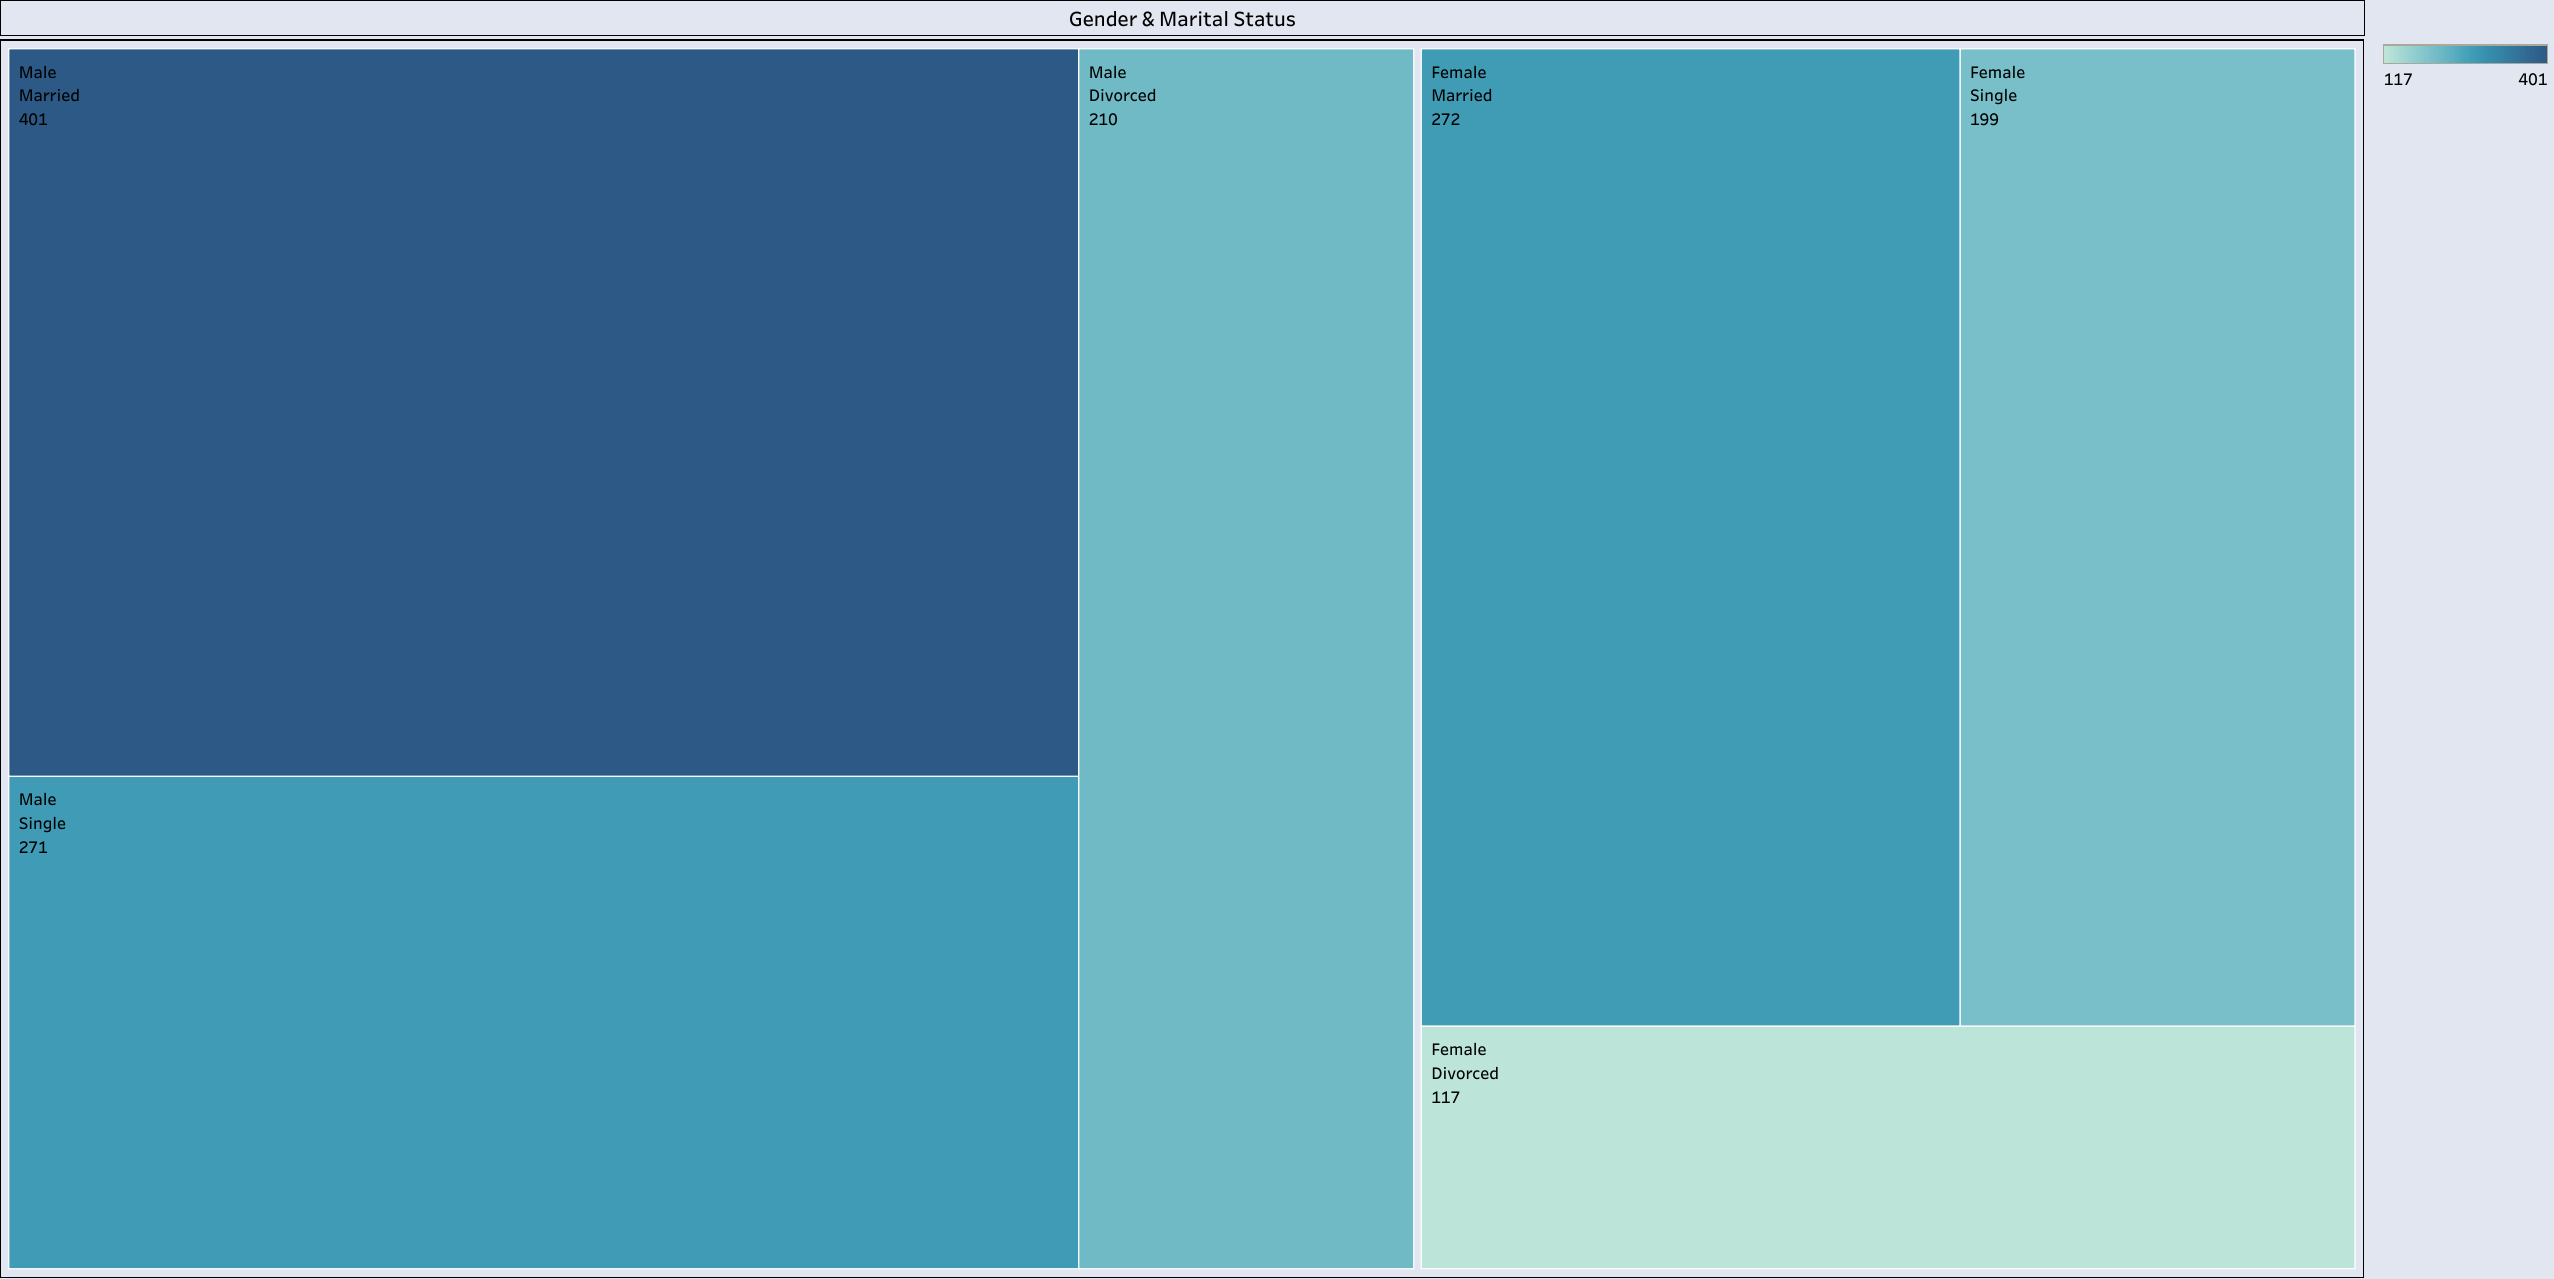 Gender & Marital Status
Male
Married
401
Male
Divorced
210
Female
Married
272
Female
Single
199
117
401
Male
Single
271
Female
Divorced
117